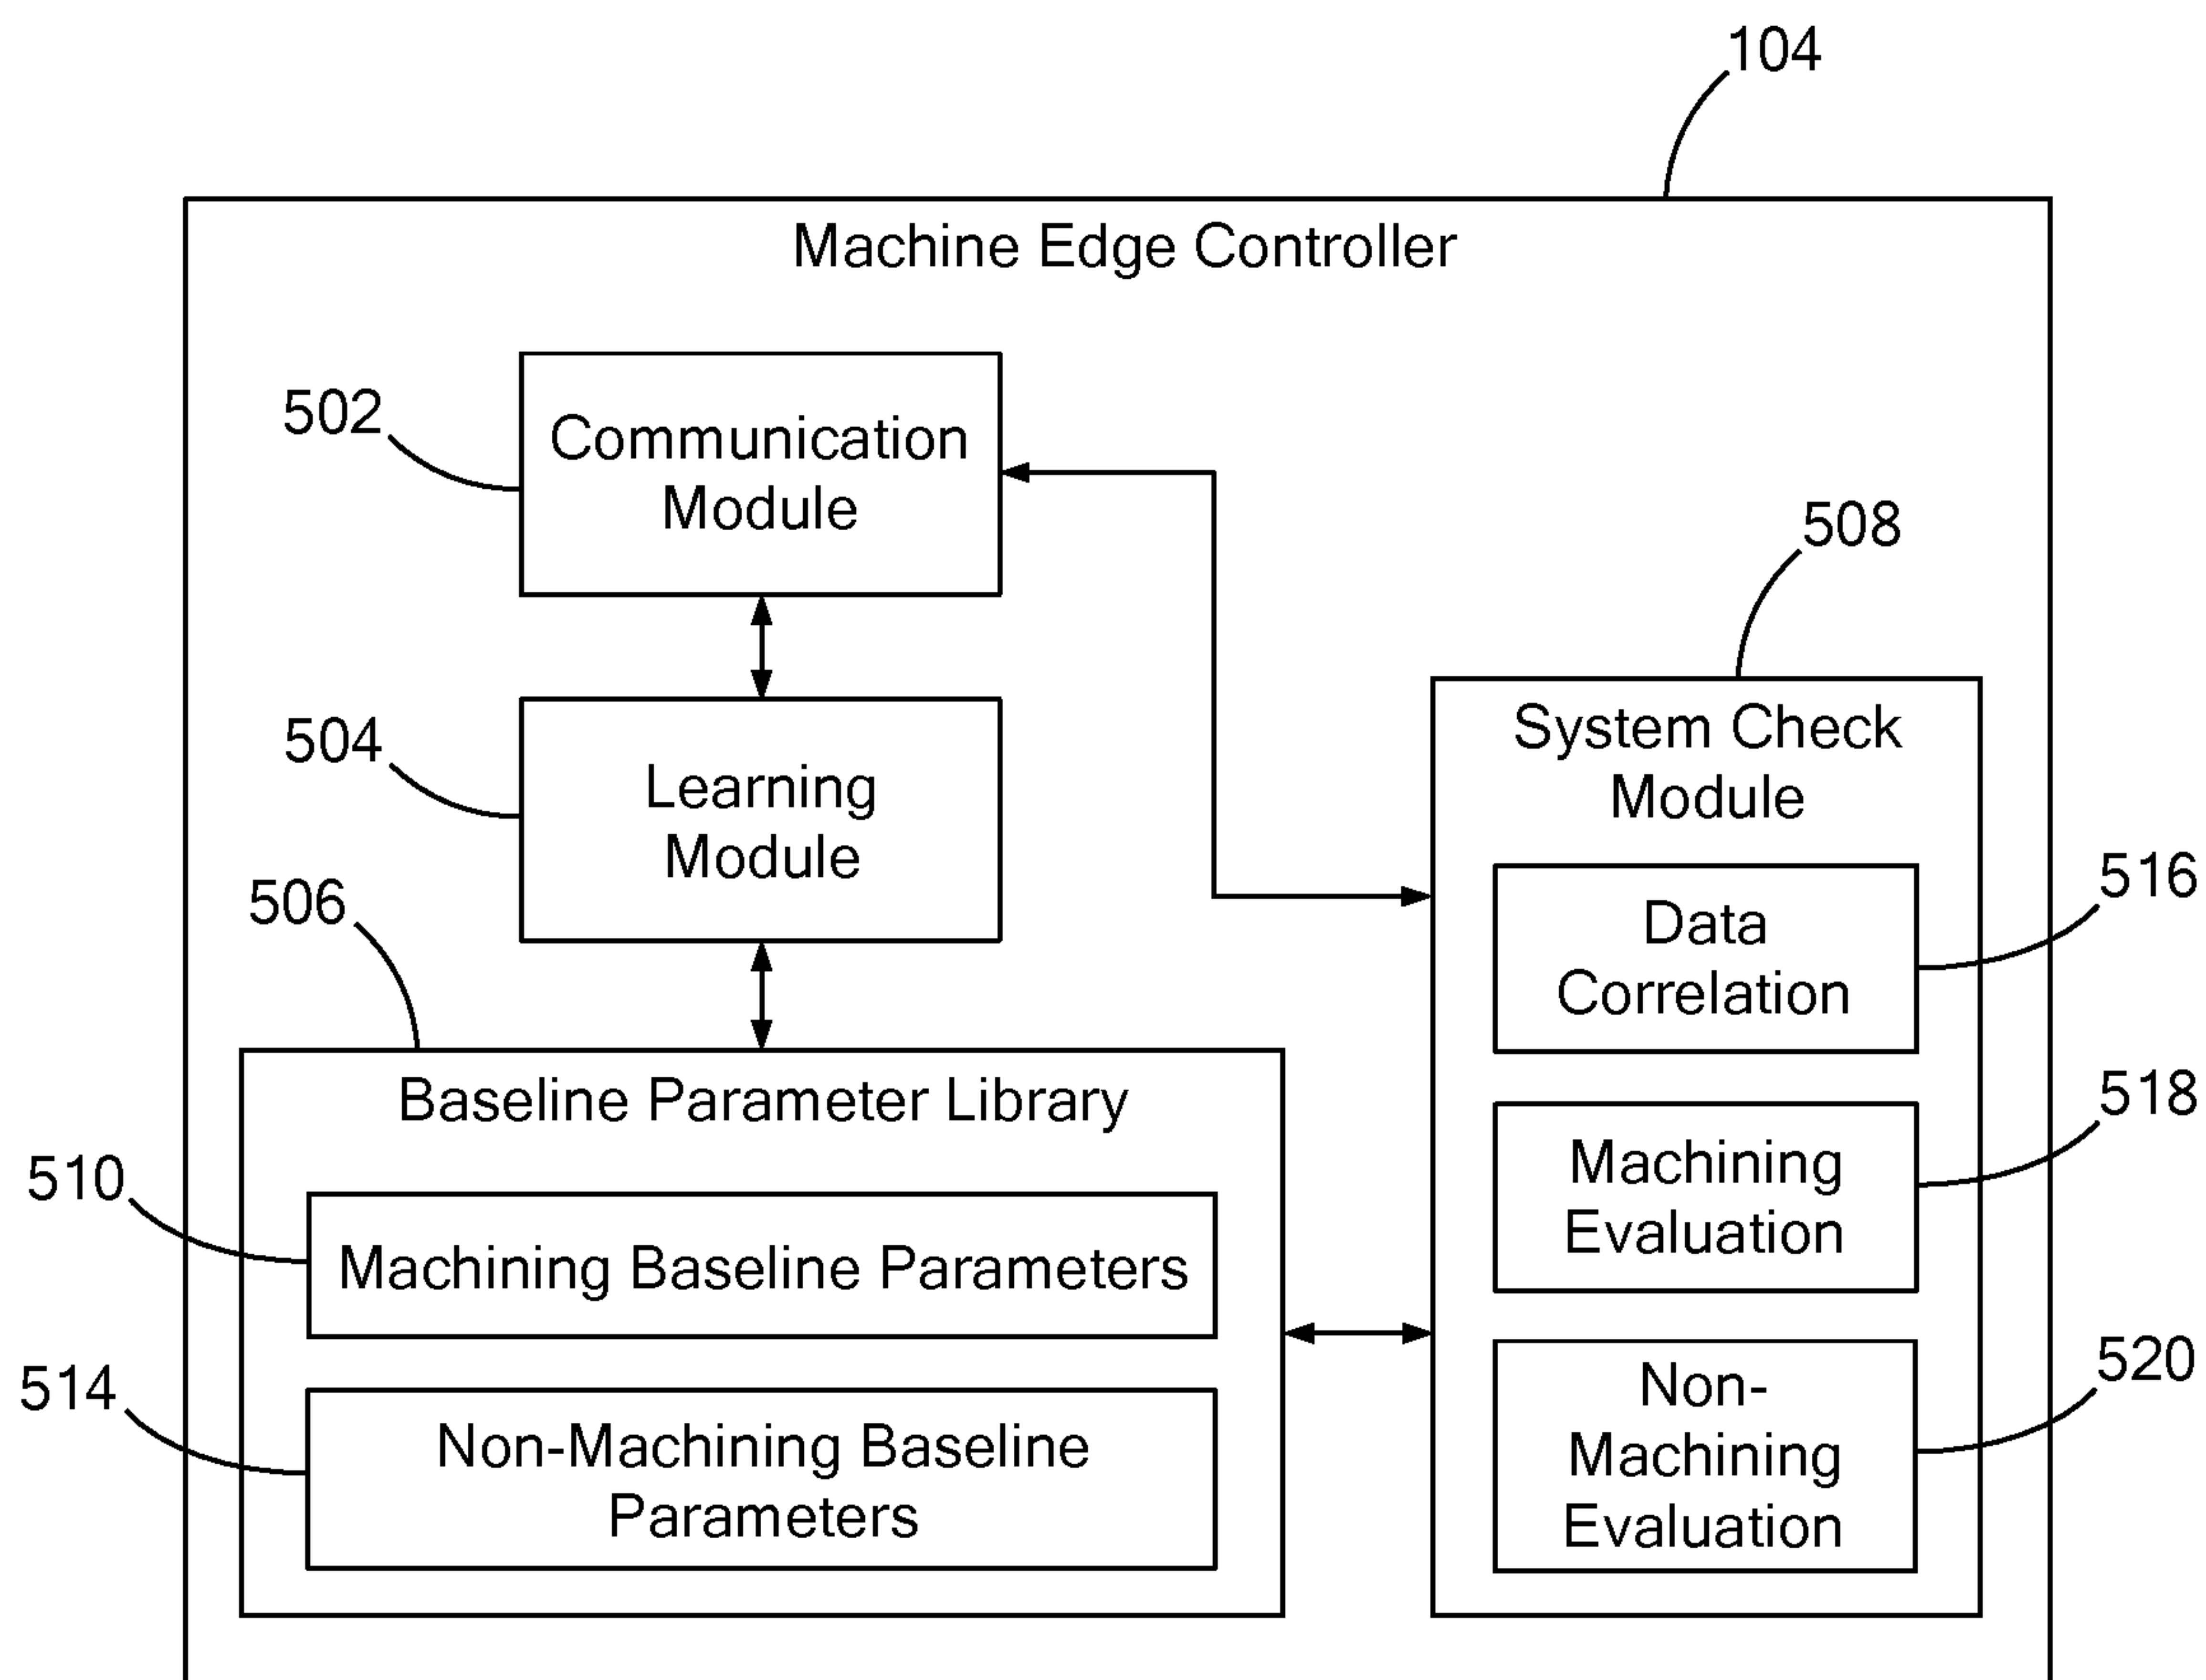 104
Machine Edge Controller
502
Communication
Module
508
504
Learning
Module
System Check
Module
506
516
Data
Correlation
Baseline Parameter Library
518
Machining
Evaluation
510
Machining Baseline Parameters
520
Non-
Machining
Evaluation
514
Non-Machining Baseline
Parameters